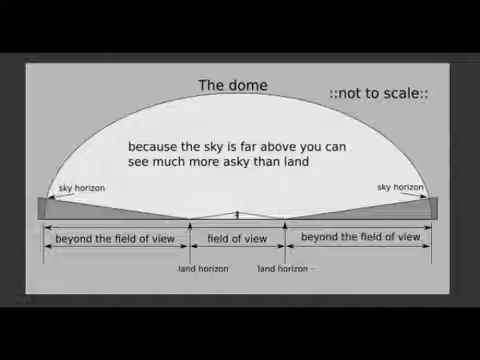 The dome
::not to scale::
because the sky is far above you can
see much more asky than land
sky horizon
sky horizon
beyond the field of view
field of view
beyond the field of view
land horizon
land horizon -